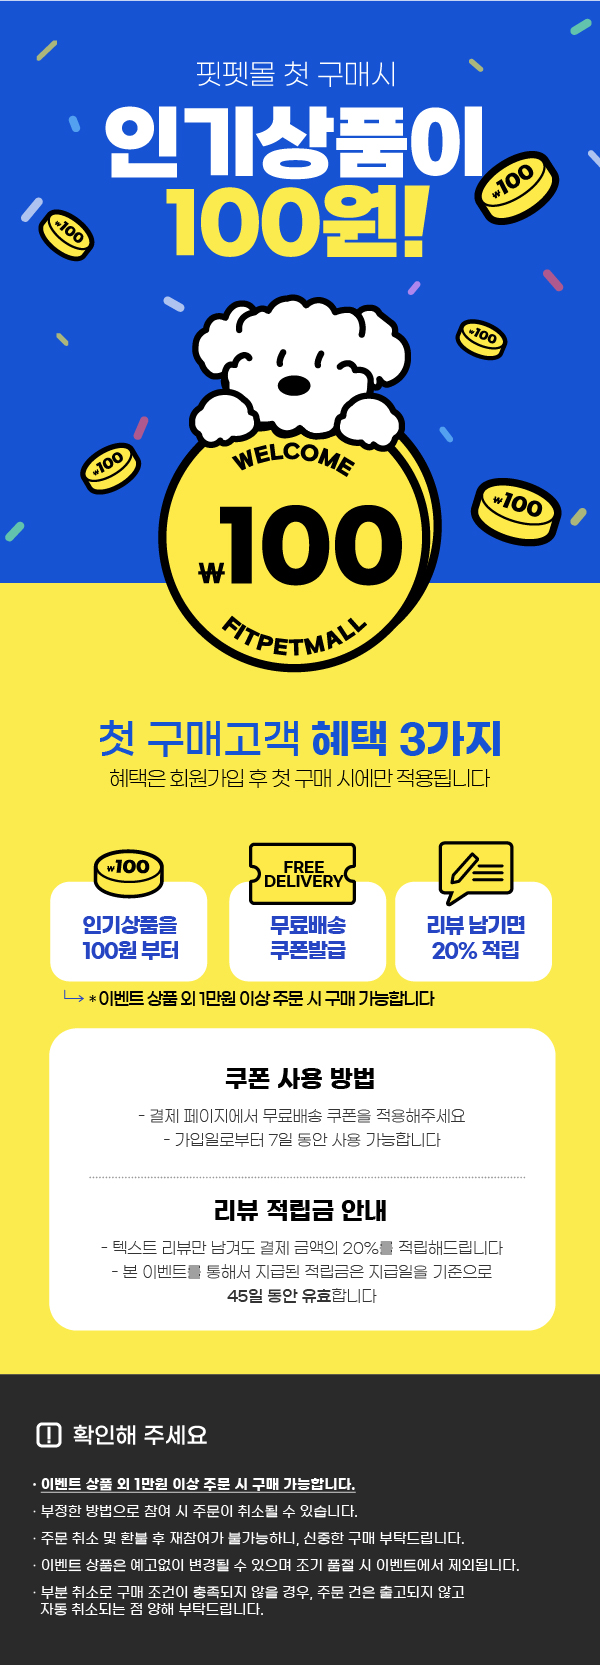 핏펫몰 첫 구매시
인기상품이
100원!
₩100
₩100
₩100
₩100
₩100
WELCOME
₩100
FITPETMALL
첫 구매고객 혜택 3가지
혜택은 회원가입 후 첫 구매 시에만 적용됩니다
₩100
인기상품을
100원 부터
FREE
DELIVERY
무료배송
쿠폰발급
리뷰 남기면
20% 적립
* 이벤트 상품 외 1만원 이상 주문 시 구매 가능합니다
쿠폰 사용 방법
- 결제 페이지에서 무료배송 쿠폰을 적용해주세요
- 가입일로부터 7일 동안 사용 가능합니다
리뷰 적립금 안내
- 텍스트 리뷰만 남겨도 결제 금액의 20%를 적립해드립니다
- 본 이벤트를 통해서 지급된 적립금은 지급일을 기준으로
45일 동안 유효합니다
확인해 주세요
· 이벤트 상품 외 1만원 이상 주문 시 구매 가능합니다.
· 부정한 방법으로 참여 시 주문이 취소될 수 있습니다.
· 주문 취소 및 환불 후 재참여가 불가능하니, 신중한 구매 부탁드립니다.
· 이벤트 상품은 예고없이 변경될 수 있으며 조기 품절 시 이벤트에서 제외됩니다.
· 부분 취소로 구매 조건이 충족되지 않을 경우, 주문 건은 출고되지 않고
자동 취소되는 점 양해 부탁드립니다.